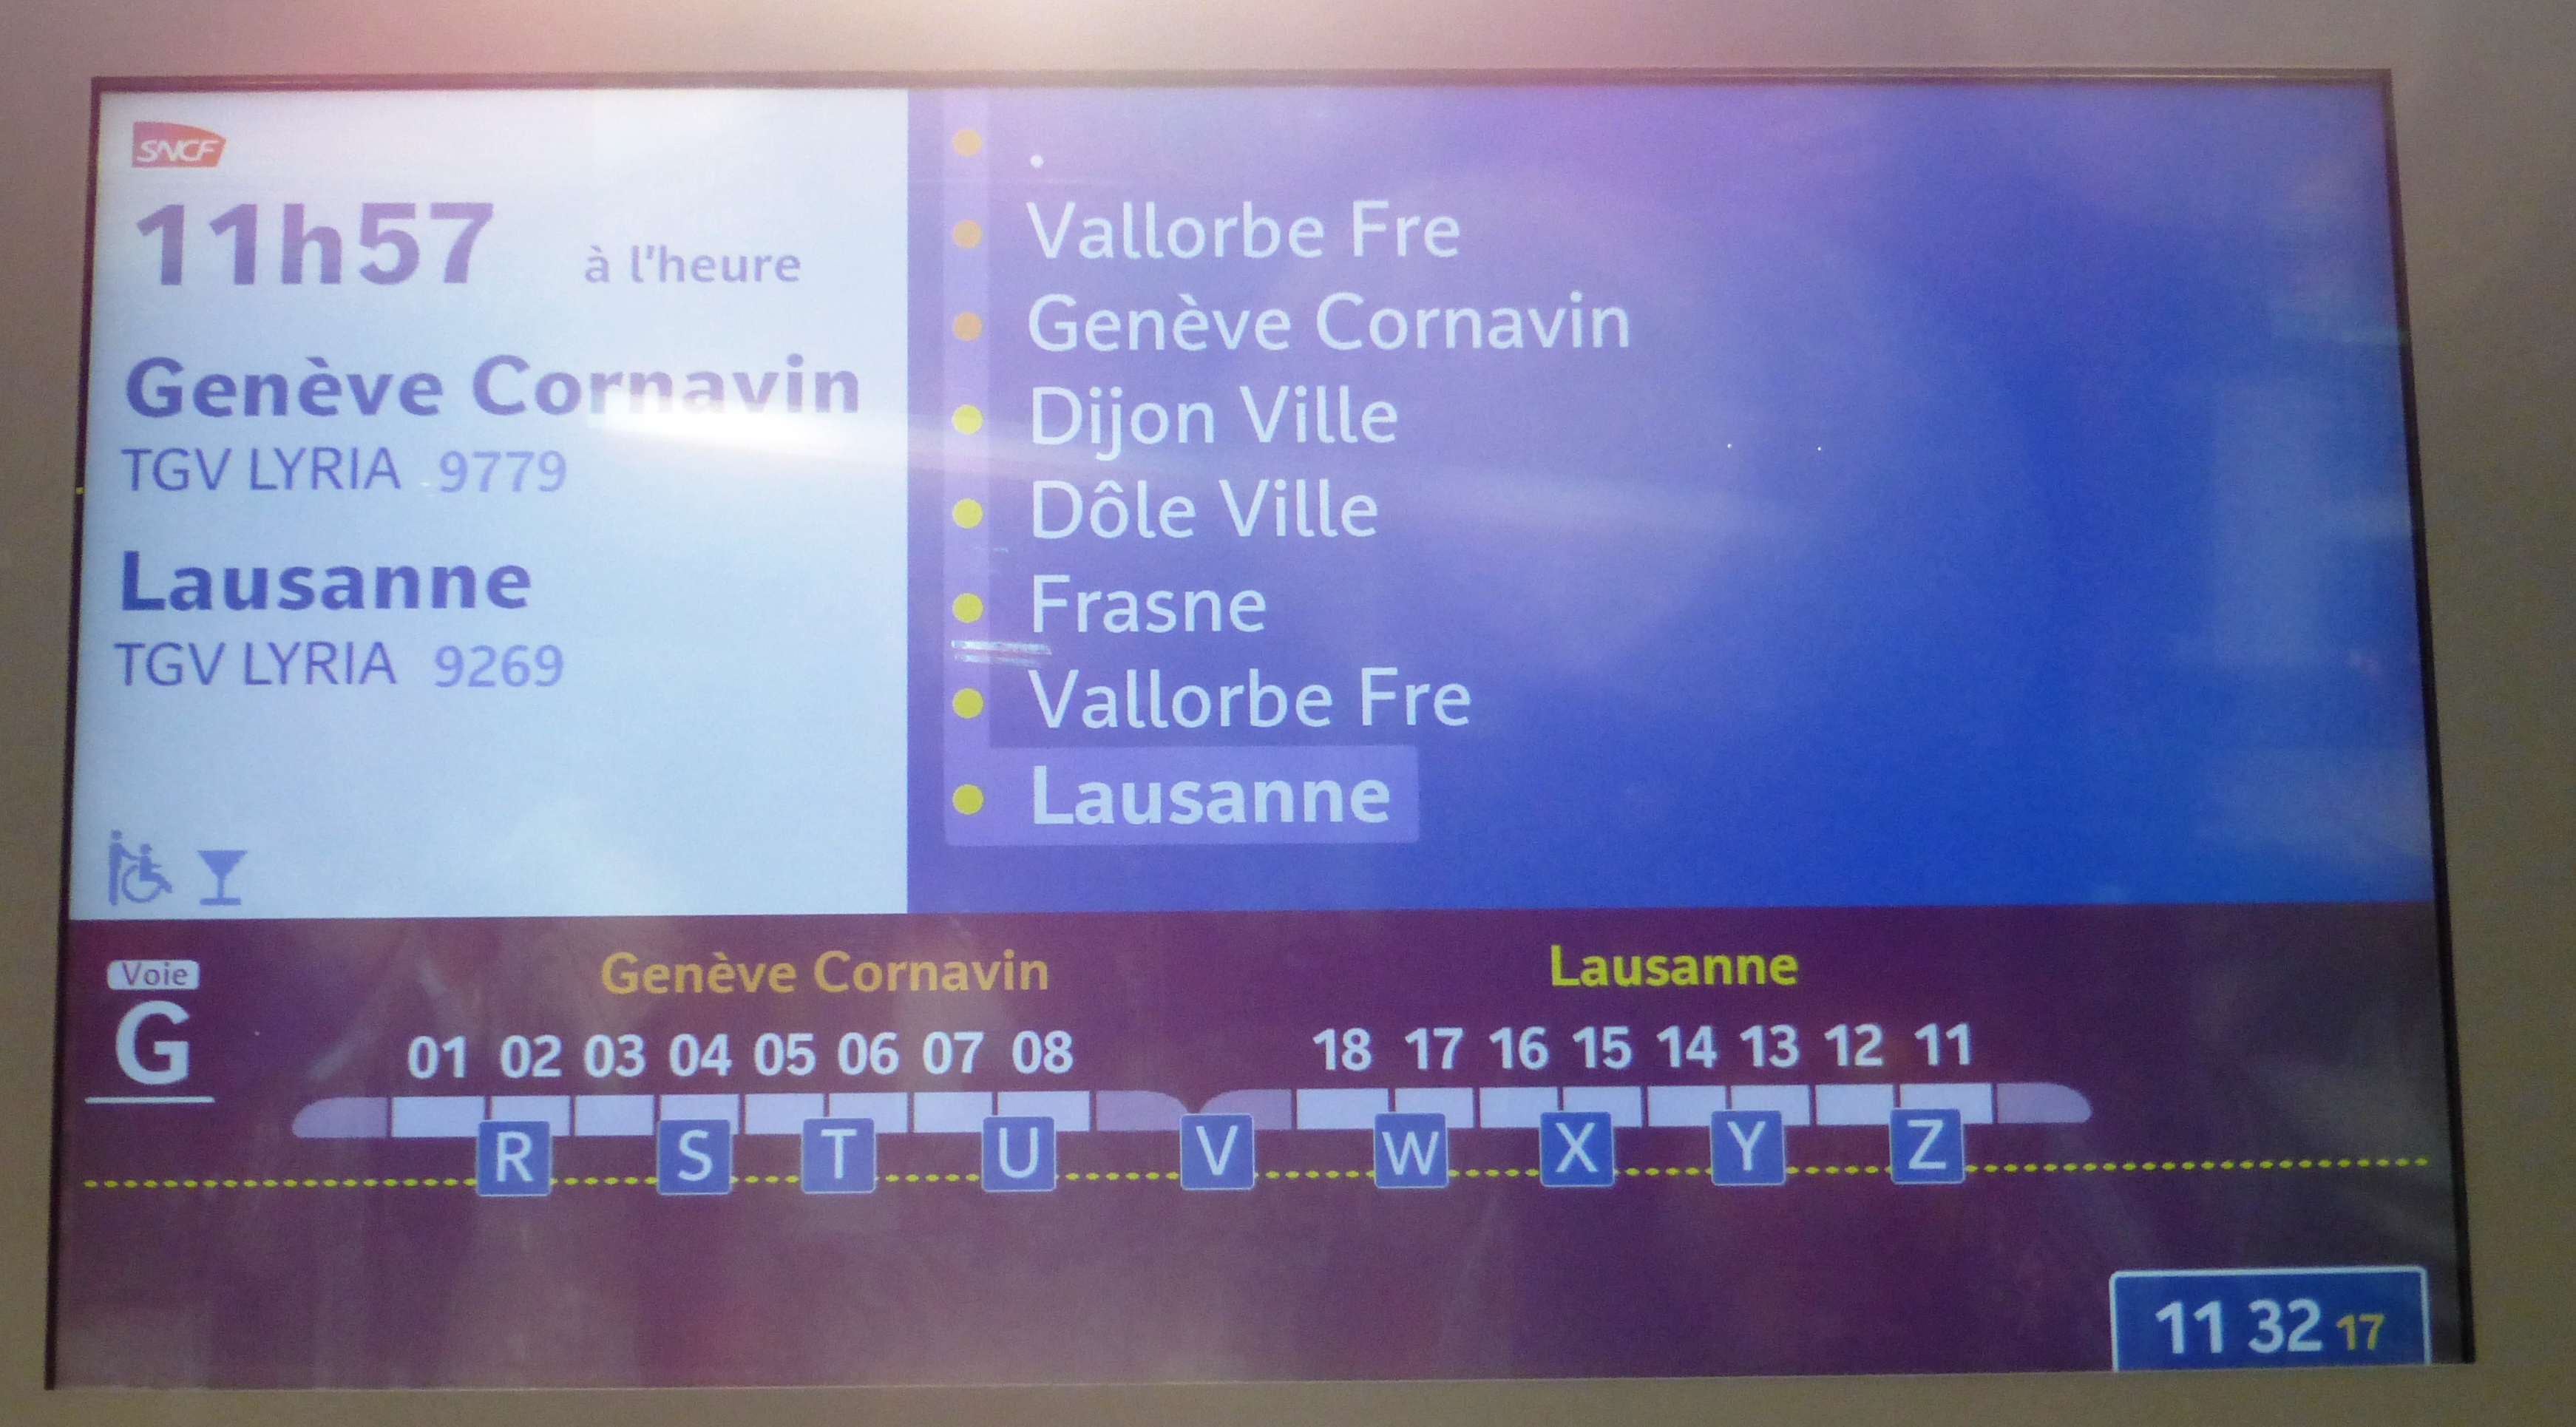 SNCF
11h57 à l'heure
Genève Cornavin
TGV LYRIA 9779
Lausanne
TGV LYRIA 9269
Vallorbe Fre
Genève Cornavin
Dijon Ville
Dôle Ville
Frasne
Vallorbe Fre
Lausanne
Voie
G
Genève Cornavin Lausanne
01 02 03 04 05 06 07 08 18 17 16 15 14 13 12 11
R S T U V W X Y Z
11 32 17